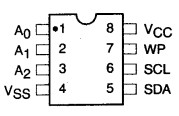 A0 1 8 VCC
A1 2 7 WP
A2 3 6 SCL
VSS 4 5 SDA